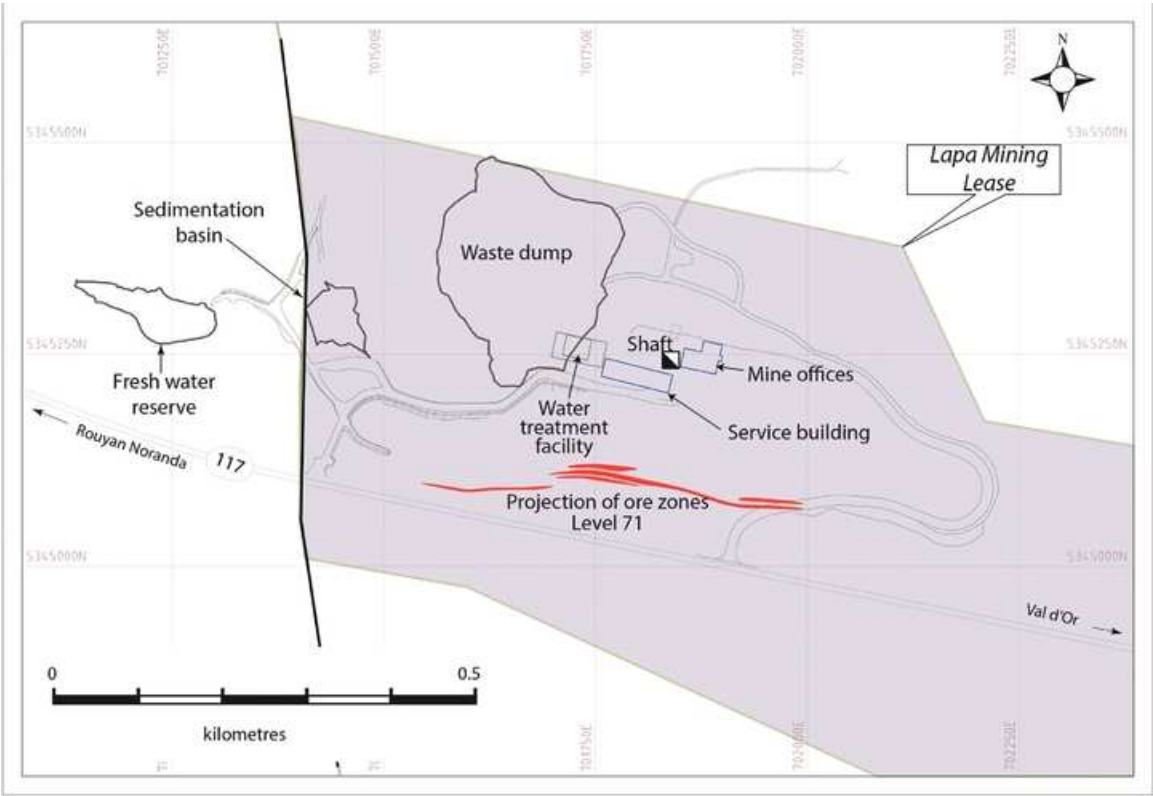 701250E
701500E
701750E
702000E
702250E
N
5345500N
5345500N
Lapa Mining
Lease
Sedimentation
basin
Waste dump
5345250N
5345250N
Shaft
Mine offices
Fresh water
reserve
Water
treatment
facility
Service building
Rouyan Noranda
117
Projection of ore zones
Level 71
5345000N
5345000N
Val d'Or
0
0.5
kilometres
701750E
702000E
702250E